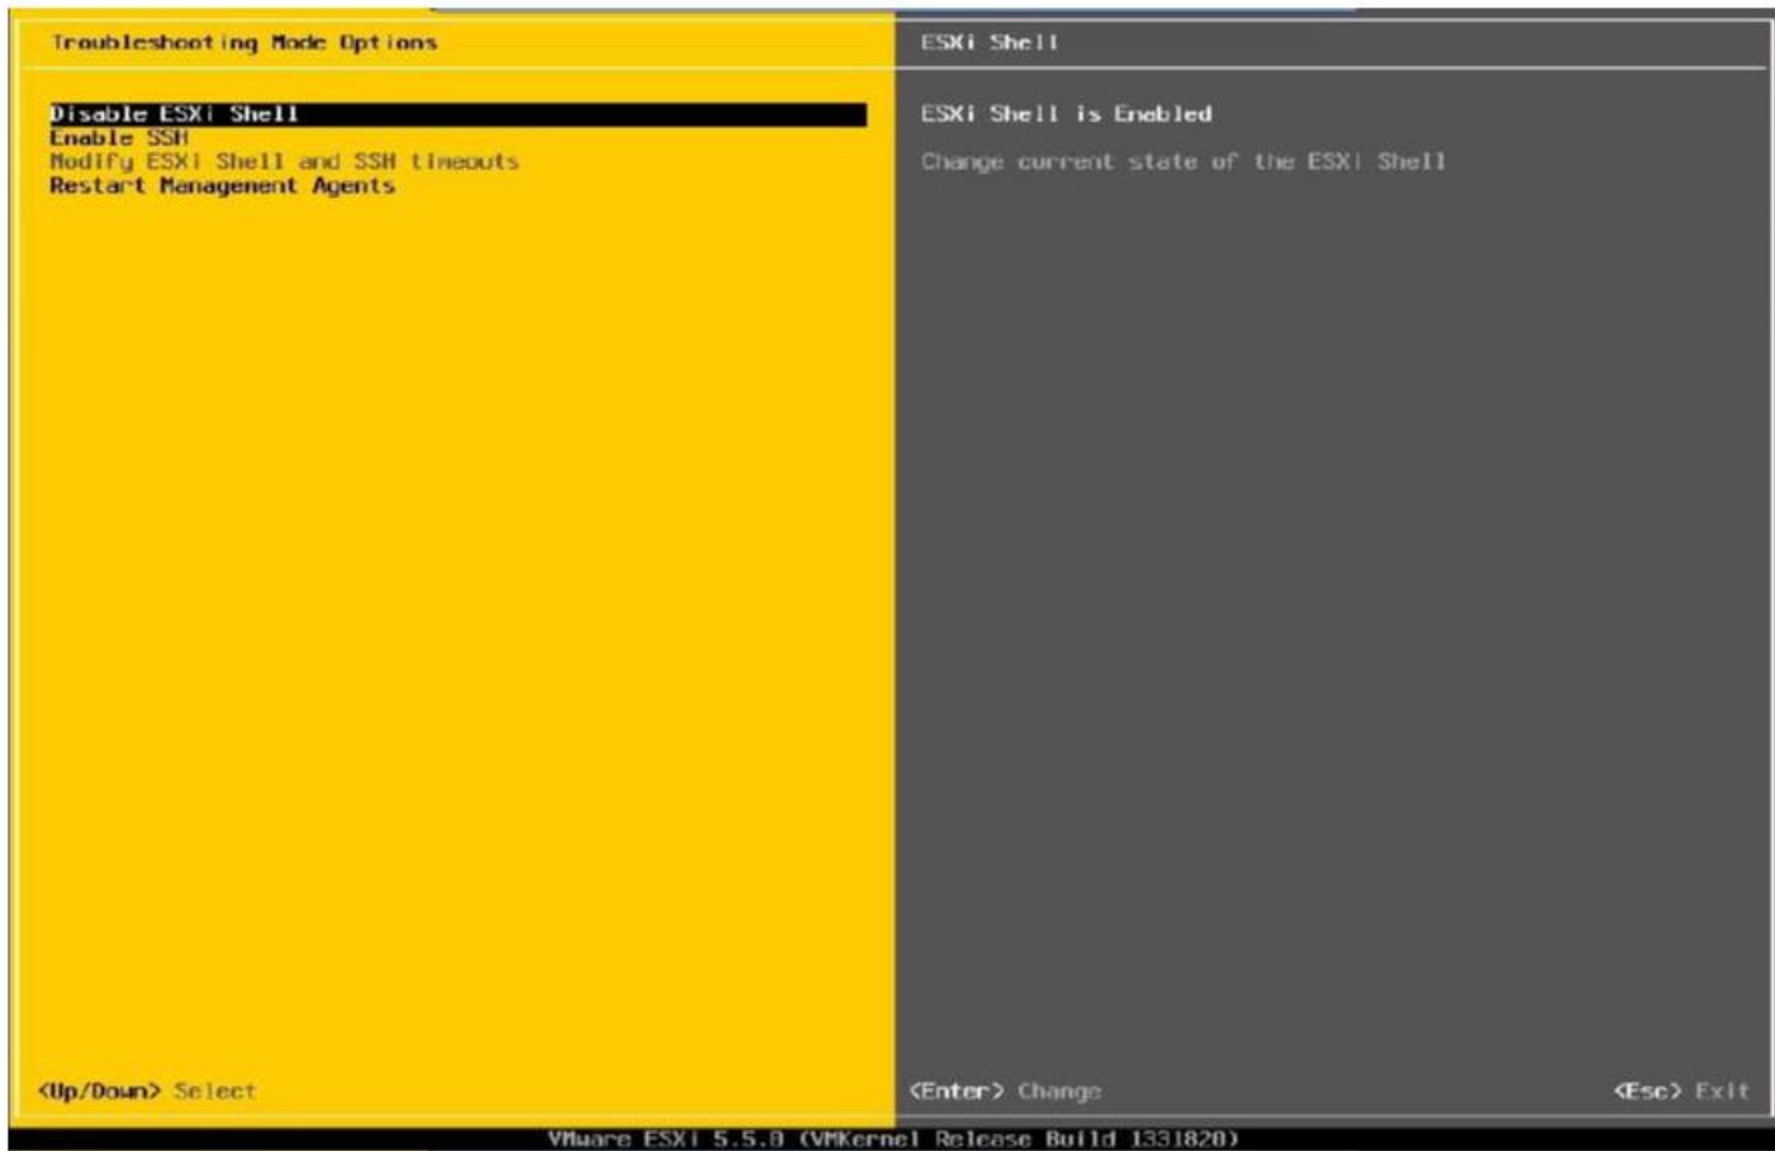 Troubleshooting Mode Options
Disable ESXi Shell
Enable SSH
Modify ESXi Shell and SSH timeouts
Restart Management Agents
<Up/Down> Select
ESXi Shell
ESXi Shell is Enabled
Change current state of the ESXi Shell
<Enter> Change
<Esc> Exit
VMware ESXi 5.5.0 (VMKernel Release Build 1331820)